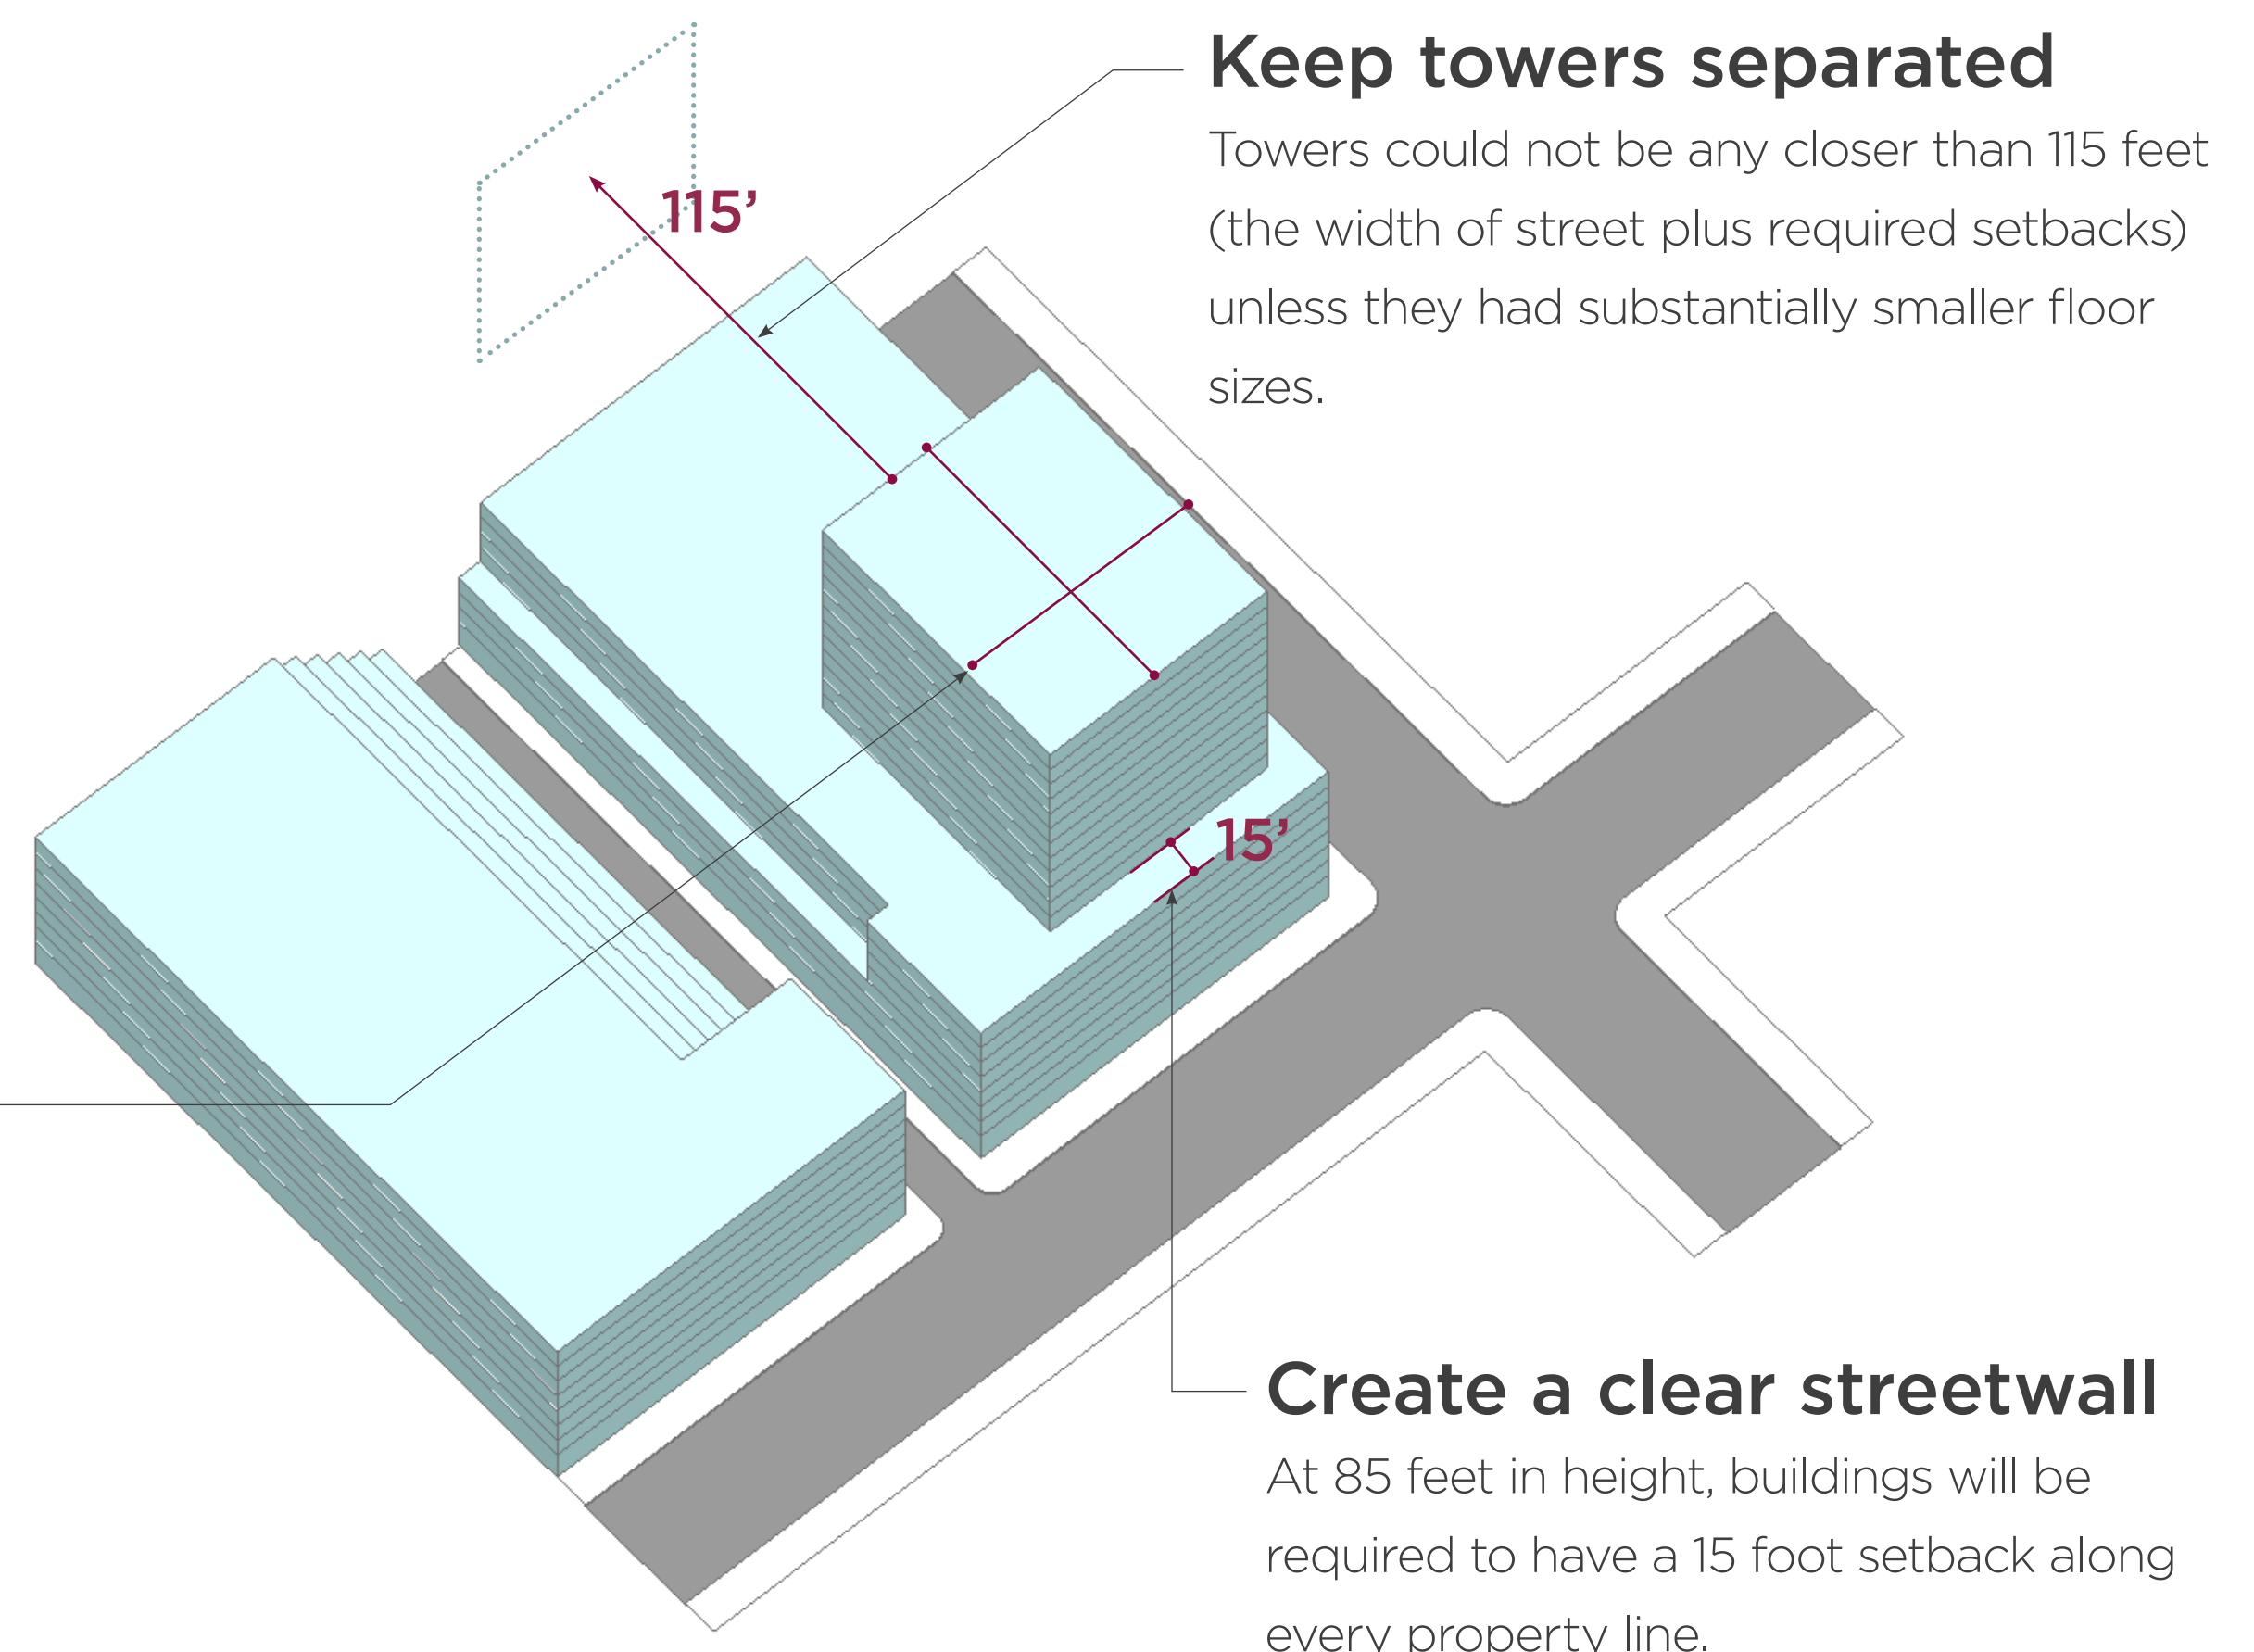 Keep towers separated
Towers could not be any closer than 115 feet
(the width of street plus required setbacks)
unless they had substantially smaller floor
sizes.
115’
15’
Create a clear streetwall
At 85 feet in height, buildings will be
required to have a 15 foot setback along
every property line.